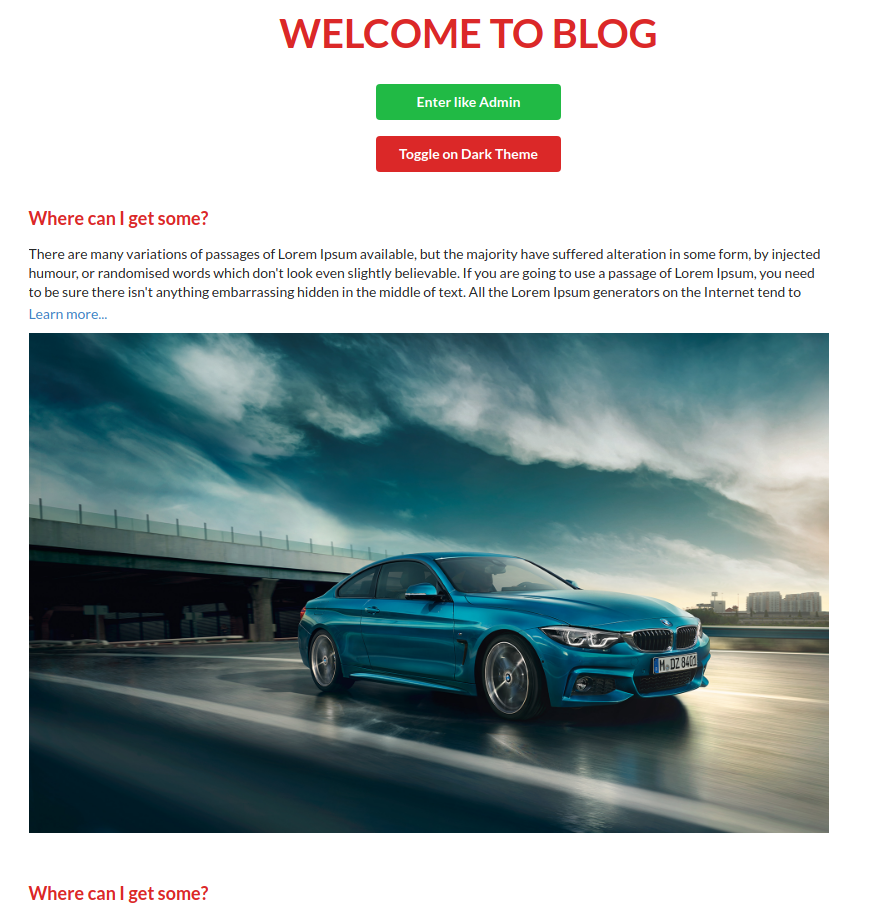 WELCOME TO BLOG
Enter like Admin
Toggle on Dark Theme
Where can I get some?
There are many variations of passages of Lorem Ipsum available, but the majority have suffered alteration in some form, by injected
humour, or randomised words which don't look even slightly believable. If you are going to use a passage of Lorem Ipsum, you need
to be sure there isn't anything embarrassing hidden in the middle of text. All the Lorem Ipsum generators on the Internet tend to
Learn more...
M DZ 8401
Where can I get some?